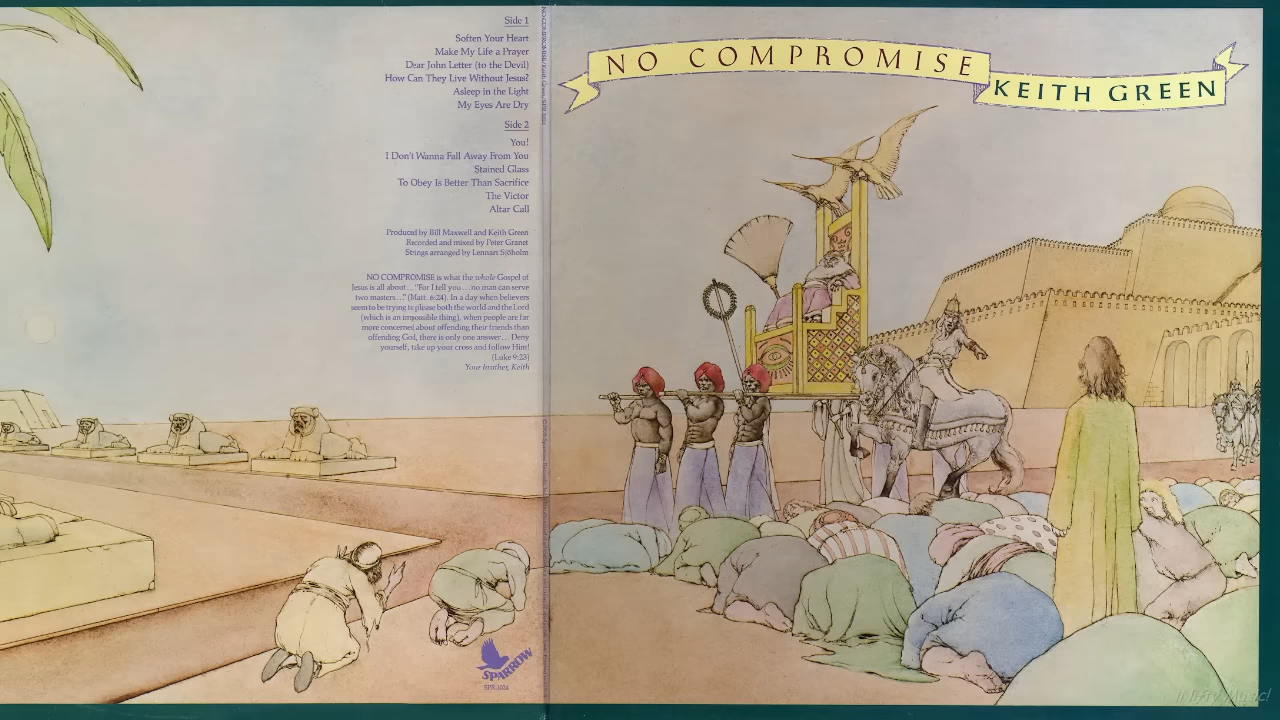 Side 1
Soften Your Heart
Make My Life a Prayer
Dear John Letter (to the Devil)
How Can They Live Without Jesus?
Asleep in the Light
My Eyes Are Dry
Side 2
You!
I Don't Wanna Fall Away From You
Stained Glass
To Obey Is Better Than Sacrifice
The Victor
Altar Call
Produced by Bill Maxwell and Keith Green
Recorded and mixed by Peter Granet
Strings arranged by Lennart Sjöholm
NO COMPROMISE is what the whole Gospel of
Jesus is all about... "For I tell you... no man can serve
two masters..." (Matt. 6:24). In a day when believers
seem to be trying to please both the world and the Lord
(which is an impossible thing), when people are far
more concerned about offending their friends than
offending God, there is only one answer... Deny
yourself, take up your cross and follow Him!
(Luke 9:23)
Your brother, Keith
SPARROW
SPR-1024
NO COMPROMISE
KEITH GREEN